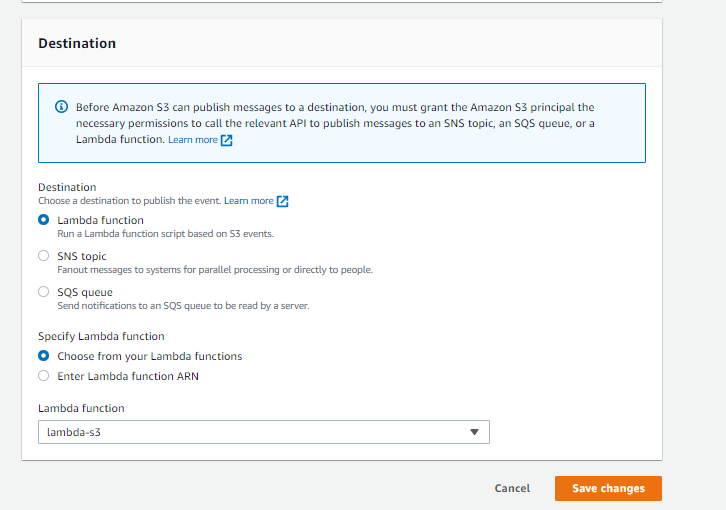 Destination
Before Amazon S3 can publish messages to a destination, you must grant the Amazon S3 principal the
necessary permissions to call the relevant API to publish messages to an SNS topic, an SQS queue, or a
Lambda function. Learn more
Destination
Choose a destination to publish the event. Learn more
Lambda function
Run a Lambda function script based on S3 events.
SNS topic
Fanout messages to systems for parallel processing or directly to people.
SQS queue
Send notifications to an SQS queue to be read by a server.
Specify Lambda function
Choose from your Lambda functions
Enter Lambda function ARN
Lambda function
lambda-s3
Cancel Save changes